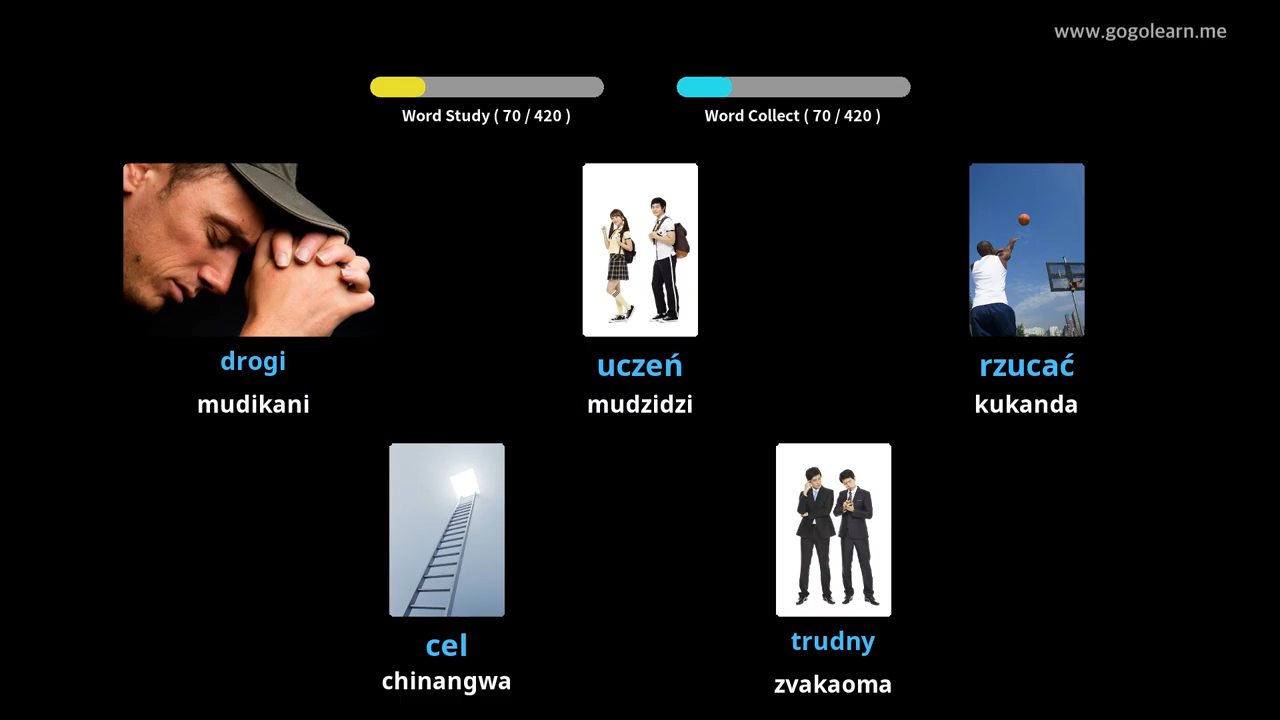 www.gogolearn.me
Word Study ( 70 / 420 )
Word Collect ( 70 / 420 )
drogi
mudikani
uczeń
mudzidzi
rzucać
kukanda
cel
chinangwa
trudny
zvakaoma